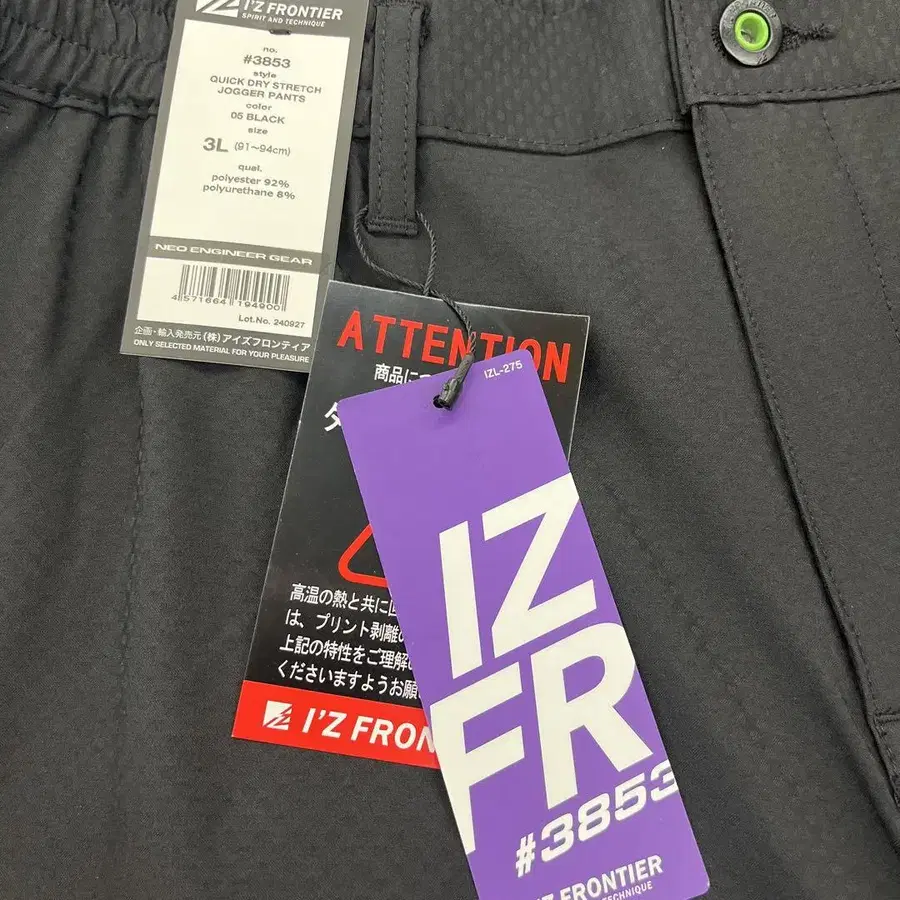 I'Z FRONTIER
SPIRIT AND TECHNIQUE
no.
#3853
style
QUICK DRY STRETCH
JOGGER PANTS
color
05 BLACK
size
3L (91～94cm)
qual.
polyester 92%
polyurethane 8%
NEO ENGINEER GEAR
4571664194900
Lot.No. 240927
企画・輸入発売元(株)アイズフロンティア
ONLY SELECTED MATERIAL FOR YOUR PLEASURE
ATTENTION
商品に
高温の熱と共に
は、プリント剥離
上記の特性をご理解
くださいますようお願
I'Z FRON
IZL-275
IZ
FR
#3853
I'Z FRONTIER
TECHNIQUE